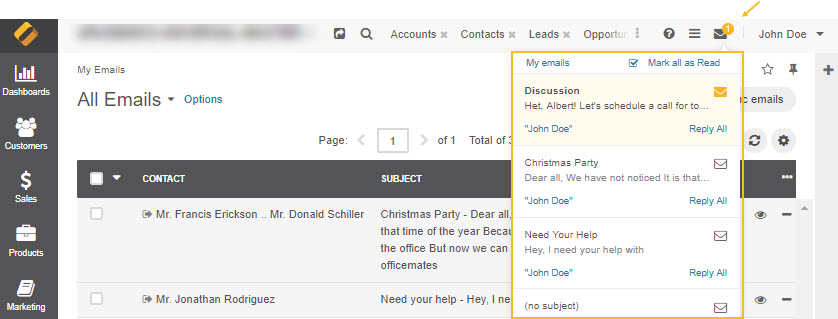 Accounts × Contacts × Leads × Opportun
1
John Doe
Dashboards
Customers
Sales
Products
Marketing
My Emails
All Emails
Options
nc emails
Page: 1 of 1 Total of 3
CONTACT SUBJECT
Mr. Francis Erickson .. Mr. Donald Schiller
Christmas Party - Dear all,
that time of the year Becau
the office But now we can
officemates
Mr. Jonathan Rodriguez
Need your help - Hey, I ne
My emails Mark all as Read
Discussion
Het, Albert! Let's schedule a call for to...
"John Doe" Reply All
Christmas Party
Dear all, We have not noticed It is that...
"John Doe" Reply All
Need Your Help
Hey, I need your help with
"John Doe" Reply All
(no subject)